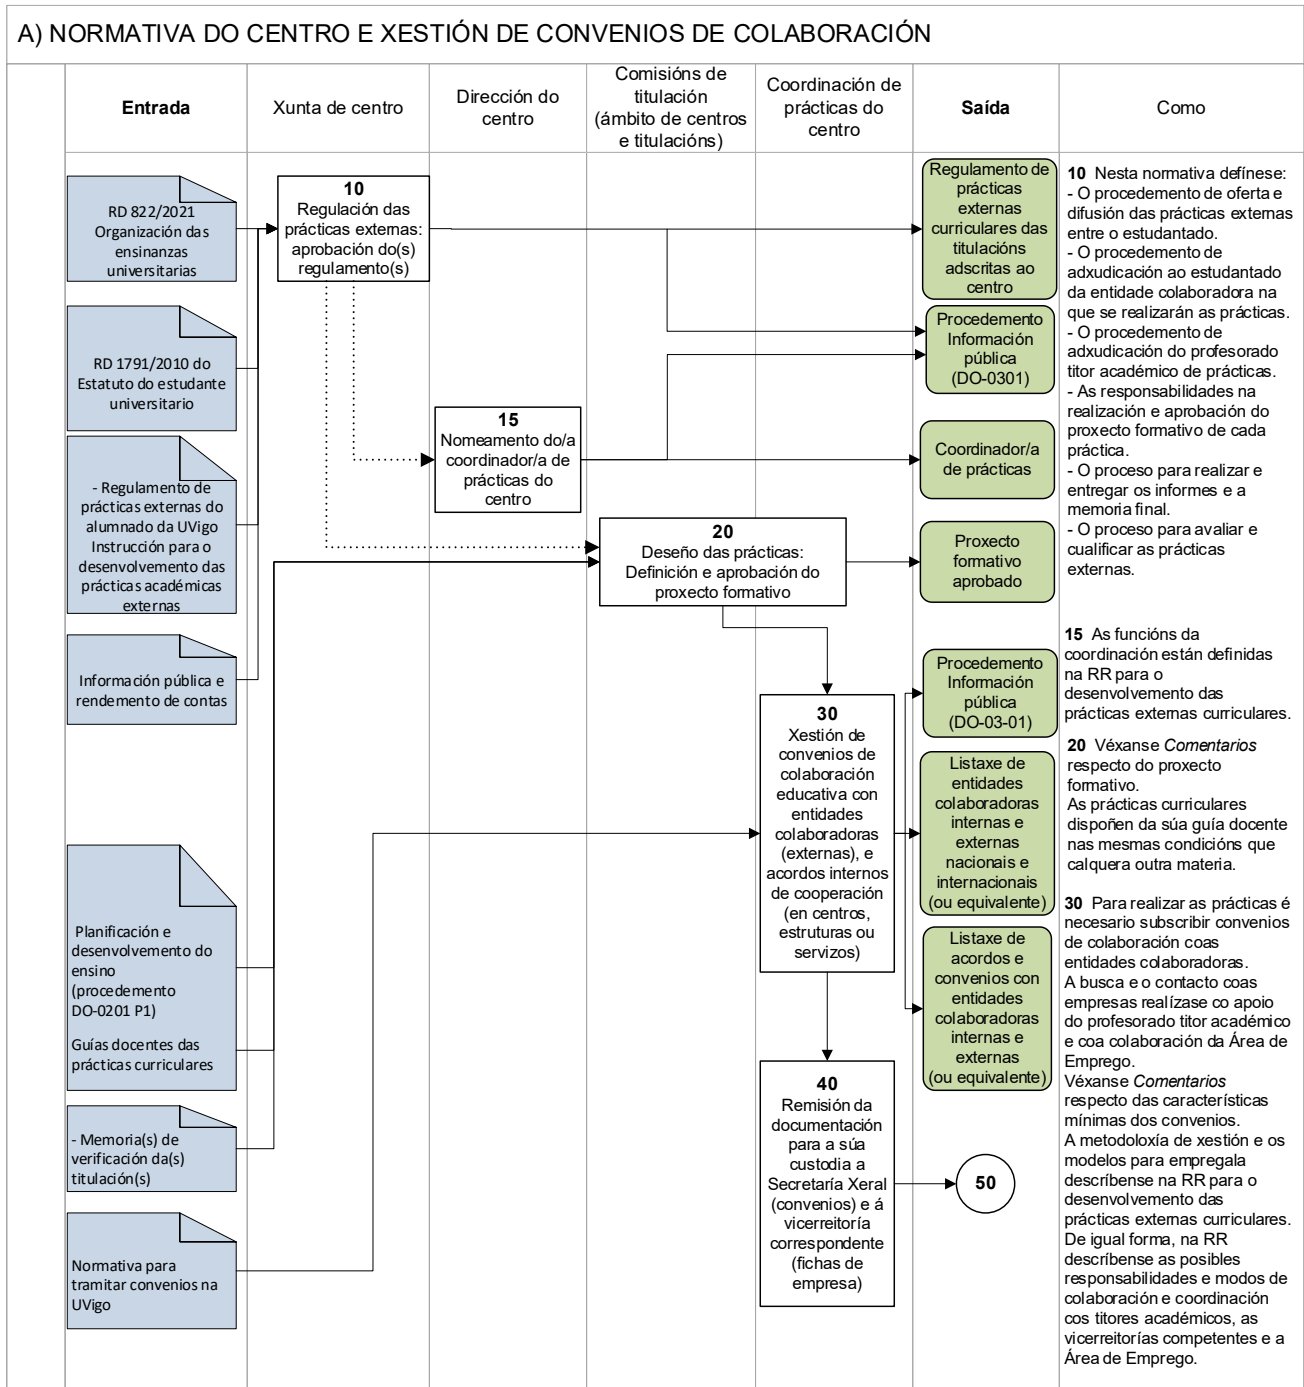 A) NORMATIVA DO CENTRO E XESTIÓN DE CONVENIOS DE COLABORACIÓN
Entrada
Xunta de centro
Dirección do
centro
Comisións de
titulación
(ámbito de centros
e titulacións)
Coordinación de
prácticas do
centro
Saída
Como
RD 822/2021
Organización das
ensinanzas
universitarias
RD 1791/2010 do
Estatuto do estudante
universitario
- Regulamento de
prácticas externas do
alumnado da UVigo
Instrucción para o
desenvolvemento das
prácticas académicas
externas
Información pública e
rendemento de contas
Planificación e
desenvolvemento do
ensino
(procedemento
DO-0201 P1)
Guías docentes das
prácticas curriculares
- Memoria(s) de
verificación da(s)
titulación(s)
Normativa para
tramitar convenios na
UVigo
10
Regulación das
prácticas externas:
aprobación do(s)
regulamento(s)
15
Nomeamento do/a
coordinador/a de
prácticas do
centro
20
Deseño das prácticas:
Definición e aprobación do
proxecto formativo
30
Xestión de
convenios de
colaboración
educativa con
entidades
colaboradoras
(externas), e
acordos internos
de cooperación
(en centros,
estruturas ou
servizos)
40
Remisión da
documentación
para a súa
custodia a
Secretaría Xeral
(convenios) e á
vicerreitoría
correspondente
(fichas de
empresa)
Regulamento de
prácticas
externas
curriculares das
titulacións
adscritas ao
centro
Procedemento
Información
pública
(DO-0301)
Coordinador/a
de prácticas
Proxecto
formativo
aprobado
Procedemento
Información
pública
(DO-03-01)
Listaxe de
entidades
colaboradoras
internas e
externas
nacionais e
internacionais
(ou equivalente)
Listaxe de
acordos e
convenios con
entidades
colaboradoras
internas e
externas
(ou equivalente)
50
10 Nesta normativa defínese:
- O procedemento de oferta e
difusión das prácticas externas
entre o estudantado.
- O procedemento de
adxudicación ao estudantado
da entidade colaboradora na
que se realizarán as prácticas.
- O procedemento de
adxudicación do profesorado
titor académico de prácticas.
- As responsabilidades na
realización e aprobación do
proxecto formativo de cada
práctica.
- O proceso para realizar e
entregar os informes e a
memoria final.
- O proceso para avaliar e
cualificar as prácticas
externas.
15 As funcións da
coordinación están definidas
na RR para o
desenvolvemento das
prácticas externas curriculares.
20 Véxanse Comentarios
respecto do proxecto
formativo.
As prácticas curriculares
dispoñen da súa guía docente
nas mesmas condicións que
calquera outra materia.
30 Para realizar as prácticas é
necesario subscribir convenios
de colaboración coas
entidades colaboradoras.
A busca e o contacto coas
empresas realízase co apoio
do profesorado titor académico
e coa colaboración da Área de
Emprego.
Véxanse Comentarios
respecto das características
mínimas dos convenios.
A metodoloxía de xestión e os
modelos para empregala
descríbense na RR para o
desenvolvemento das
prácticas externas curriculares.
De igual forma, na RR
descríbense as posibles
responsabilidades e modos de
colaboración e coordinación
cos titores académicos, as
vicerreitorías competentes e a
Área de Emprego.